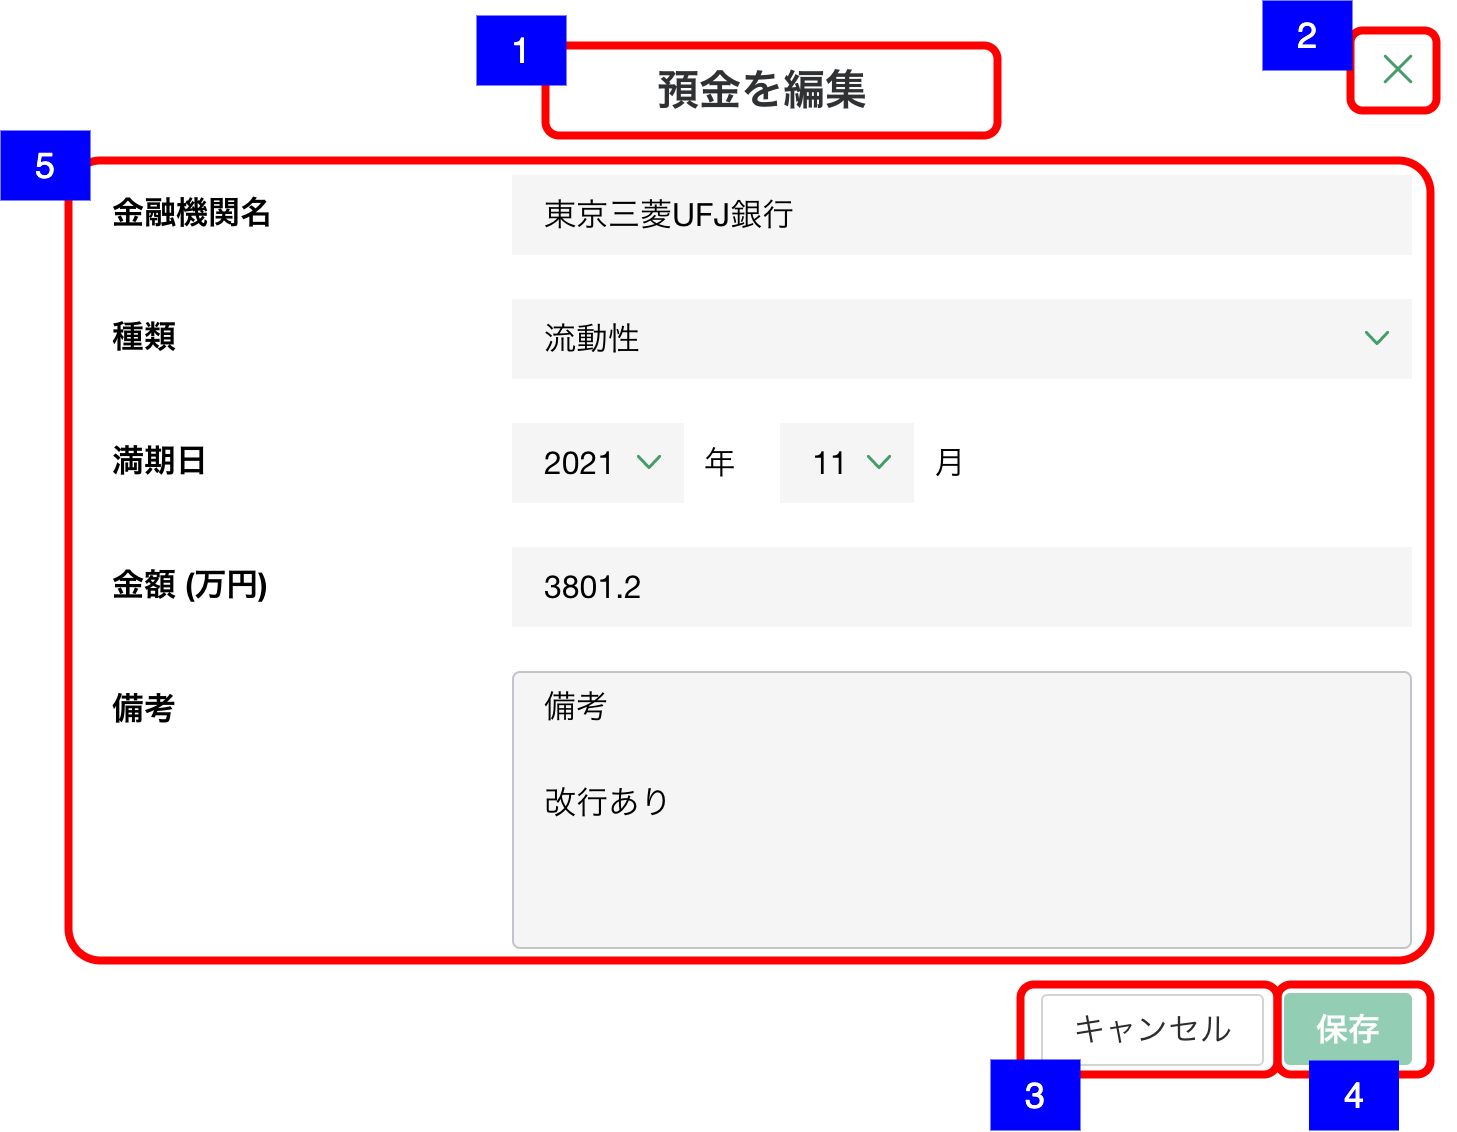 1
預金を編集
2
5
金融機関名
東京三菱UFJ銀行
種類
流動性
満期日
2021 年 11 月
金額 (万円)
3801.2
備考
備考
改行あり
キャンセル
保存
3
4